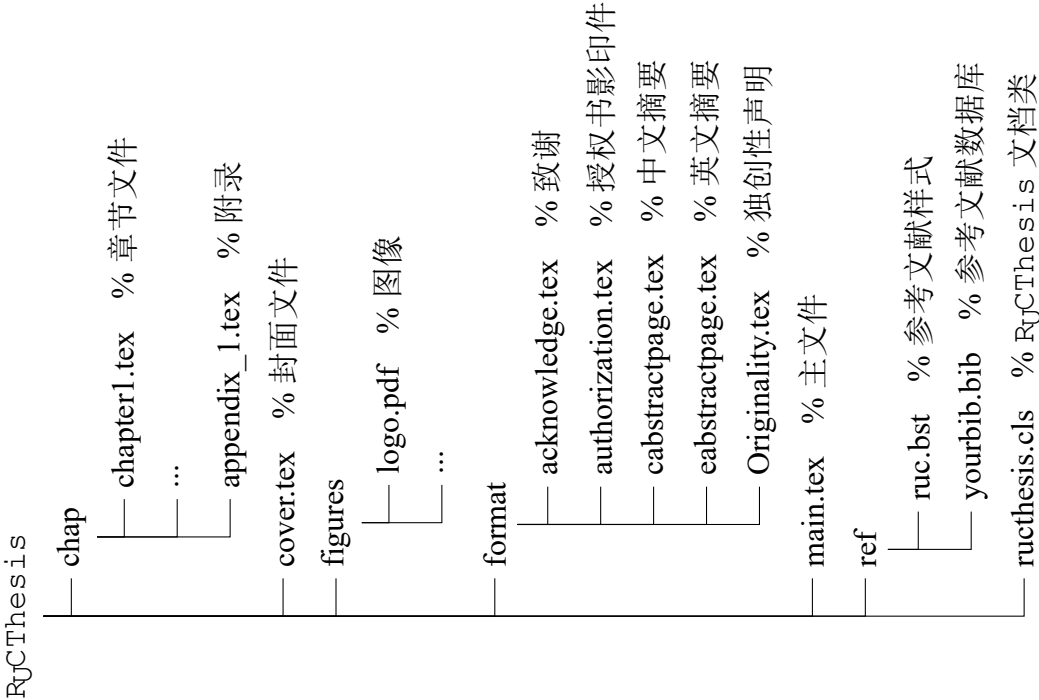 RUCThesis
chap
chapter1.tex % 章节文件
...
appendix_1.tex % 附录
cover.tex % 封面文件
figures
logo.pdf % 图像
...
format
acknowledge.tex % 致谢
authorization.tex % 授权书影印件
cabstractpage.tex % 中文摘要
eabstractpage.tex % 英文摘要
Originality.tex % 独创性声明
main.tex % 主文件
ref
ruc.bst % 参考文献样式
yourbib.bib % 参考文献数据库
ructhesis.cls % RUCThesis 文档类